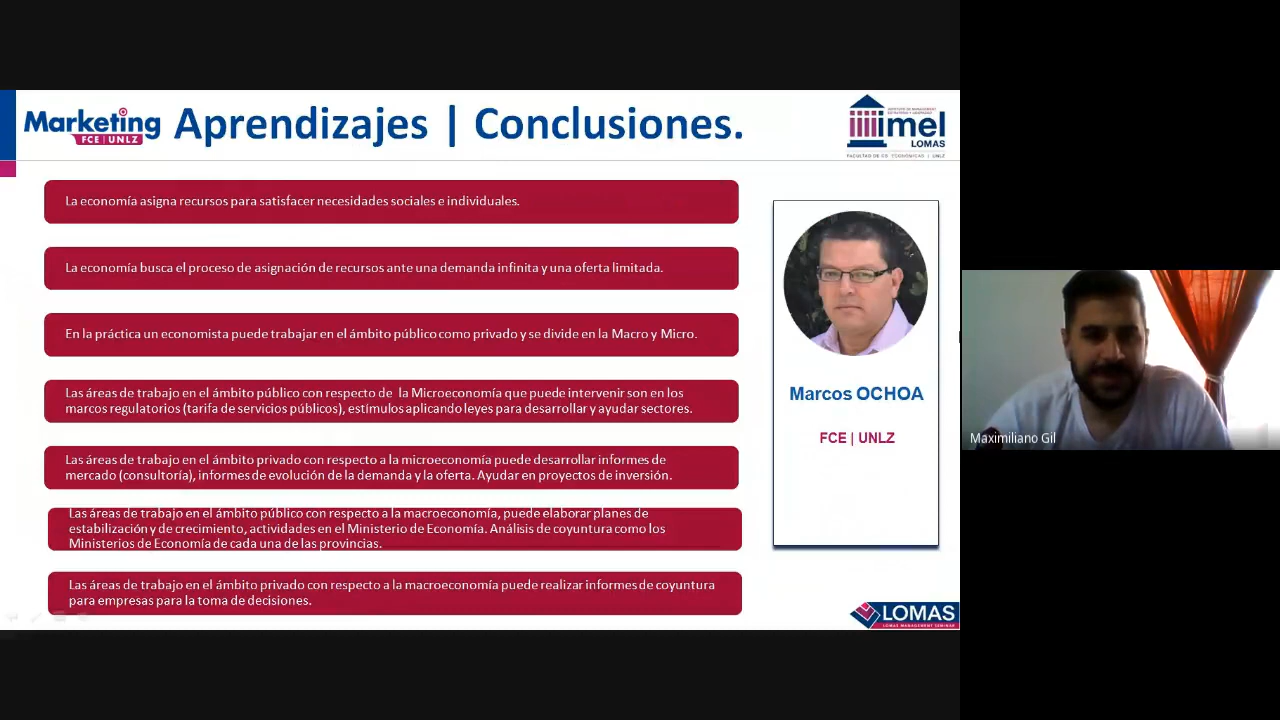 Marketing
FCE | UNLZ
Aprendizajes | Conclusiones.
imel
LOMAS
La economía asigna recursos para satisfacer necesidades sociales e individuales.
La economía busca el proceso de asignación de recursos ante una demanda infinita y una oferta limitada.
En la práctica un economista puede trabajar en el ámbito público como privado y se divide en la Macro y Micro.
Las áreas de trabajo en el ámbito público con respecto de la Microeconomía que puede intervenir son en los
marcos regulatorios (tarifa de servicios públicos), estímulos aplicando leyes para desarrollar y ayudar sectores.
Las áreas de trabajo en el ámbito privado con respecto a la microeconomía puede desarrollar informes de
mercado (consultoría), informes de evolución de la demanda y la oferta. Ayudar en proyectos de inversión.
Las áreas de trabajo en el ámbito público con respecto a la macroeconomía, puede elaborar planes de
estabilización y de crecimiento, actividades en el Ministerio de Economía. Análisis de coyuntura como los
Ministerios de Economía de cada una de las provincias.
Las áreas de trabajo en el ámbito privado con respecto a la macroeconomía puede realizar informes de coyuntura
para empresas para la toma de decisiones.
Marcos OCHOA
FCE | UNLZ
LOMAS
LOMAS MANAGEMENT SEMINAR
Maximiliano Gil